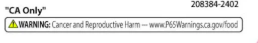 208384-2402
"CA Only"
⚠WARNING: Cancer and Reproductive Harm — www.P65Warnings.ca.gov/food